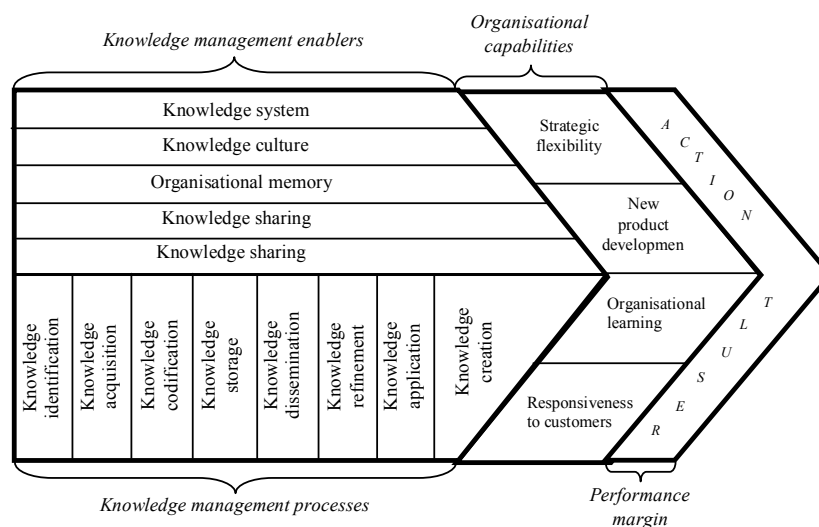 Knowledge management enablers
Organisational
capabilities
Knowledge system
Knowledge culture
Organisational memory
Knowledge sharing
Knowledge sharing
Strategic
flexibility
New
product
developmen
Organisational
learning
Responsiveness
to customers
ACTION
RESULT
Knowledge
identification
Knowledge
acquisition
Knowledge
codification
Knowledge
storage
Knowledge
dissemination
Knowledge
refinement
Knowledge
application
Knowledge
creation
Knowledge management processes
Performance
margin